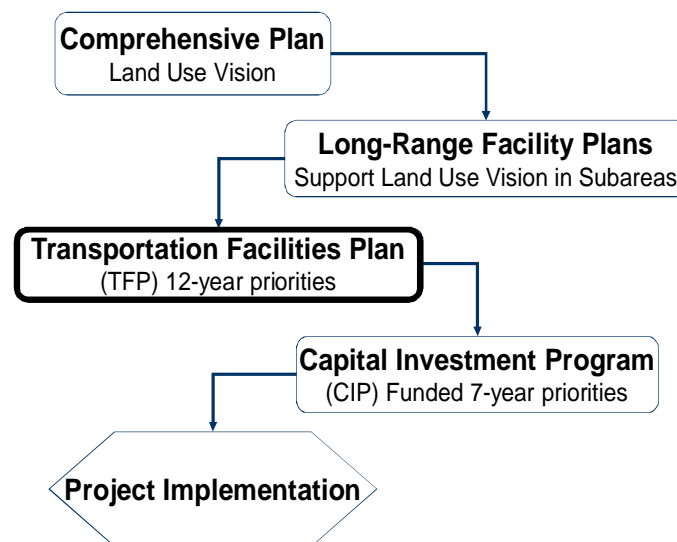 Comprehensive Plan
Land Use Vision
Long-Range Facility Plans
Support Land Use Vision in Subareas
Transportation Facilities Plan
(TFP) 12-year priorities
Capital Investment Program
(CIP) Funded 7-year priorities
Project Implementation